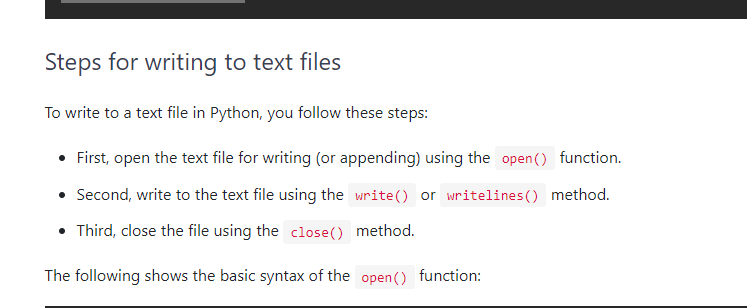 Steps for writing to text files
To write to a text file in Python, you follow these steps:
• First, open the text file for writing (or appending) using the open() function.
• Second, write to the text file using the write() or writelines() method.
• Third, close the file using the close() method.
The following shows the basic syntax of the open() function: